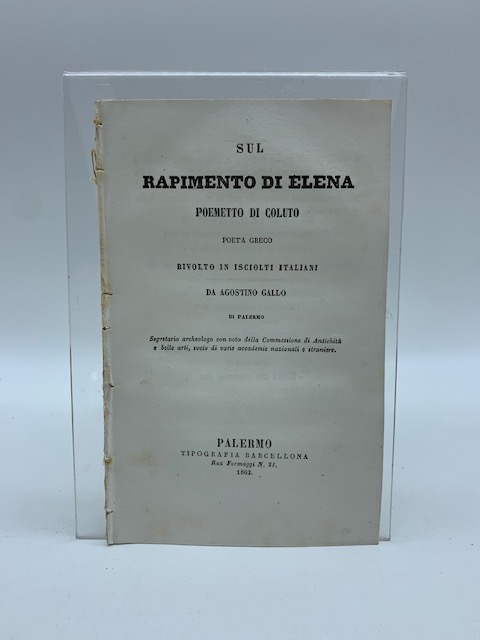 SUL
RAPIMENTO DI ELENA
POEMETTO DI COLUTO
POETA GRECO
RIVOLTO IN ISCIOLTI ITALIANI
DA AGOSTINO GALLO
DI PALERMO
Segretario archeologo con voto della Commessione di Antichità
e belle arti, socio di varie accademie nazionali e straniere.
PALERMO
TIPOGRAFIA BARCELLONA
Rua Formaggi N. 21.
1862.